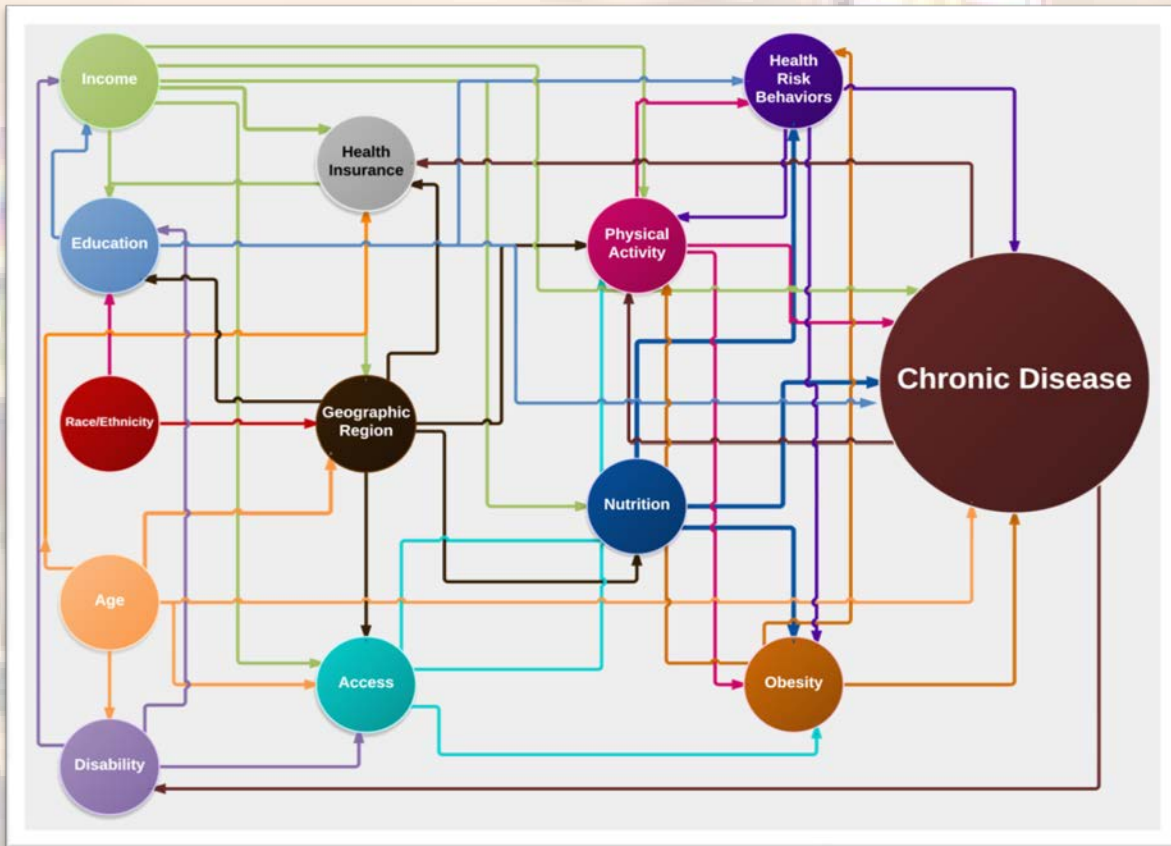 Income
Health
Risk
Behaviors
Health
Insurance
Education
Physical
Activity
Chronic Disease
Race/Ethnicity
Geographic
Region
Nutrition
Age
Access
Obesity
Disability